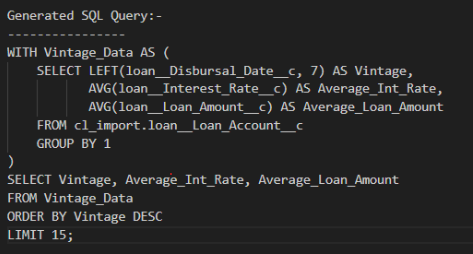 Generated SQL Query:-
----------------
WITH Vintage_Data AS (
    SELECT LEFT(loan__Disbursal_Date__c, 7) AS Vintage,
           AVG(loan__Interest_Rate__c) AS Average_Int_Rate,
           AVG(loan__Loan_Amount__c) AS Average_Loan_Amount
    FROM cl_import.loan__Loan_Account__c
    GROUP BY 1
)
SELECT Vintage, Average_Int_Rate, Average_Loan_Amount
FROM Vintage_Data
ORDER BY Vintage DESC
LIMIT 15;